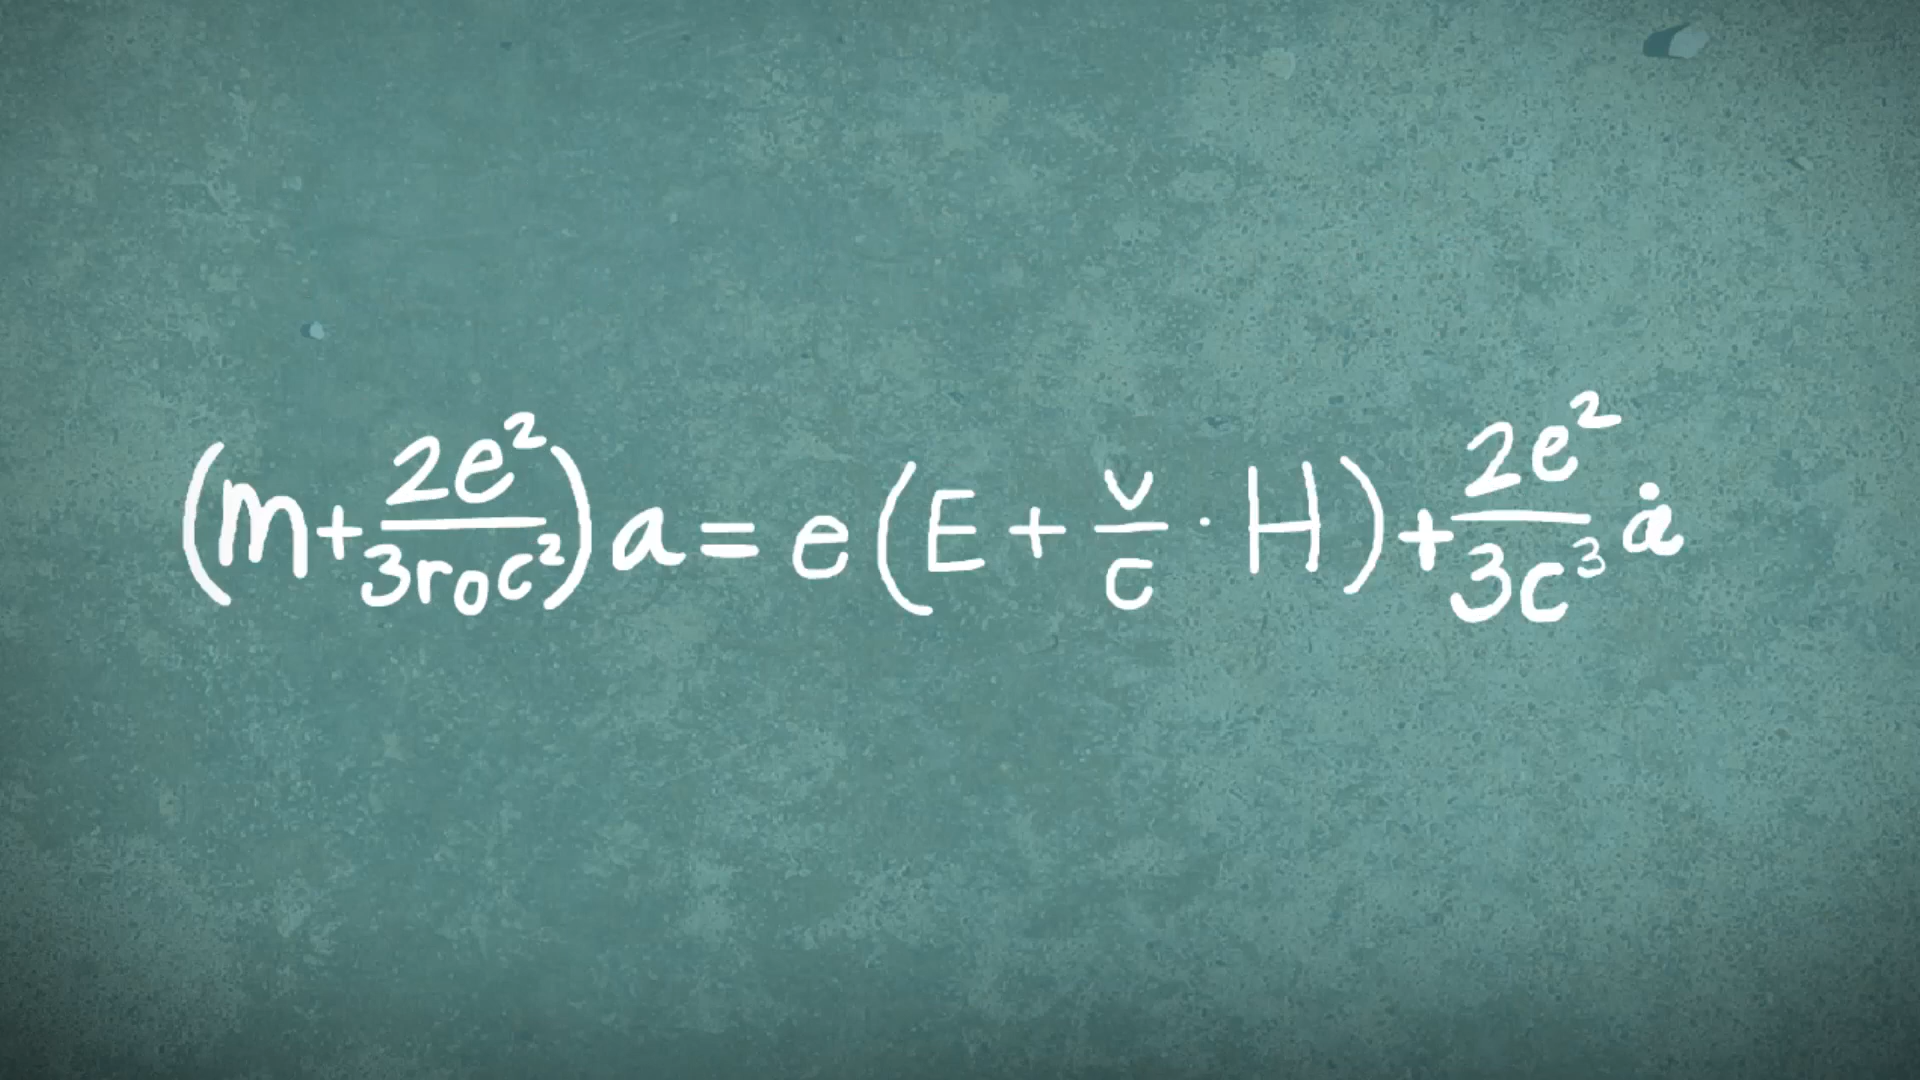 (m + 2e²/3r₀c²) a = e (E + v/c · H) + 2e²/3c³ ȧ